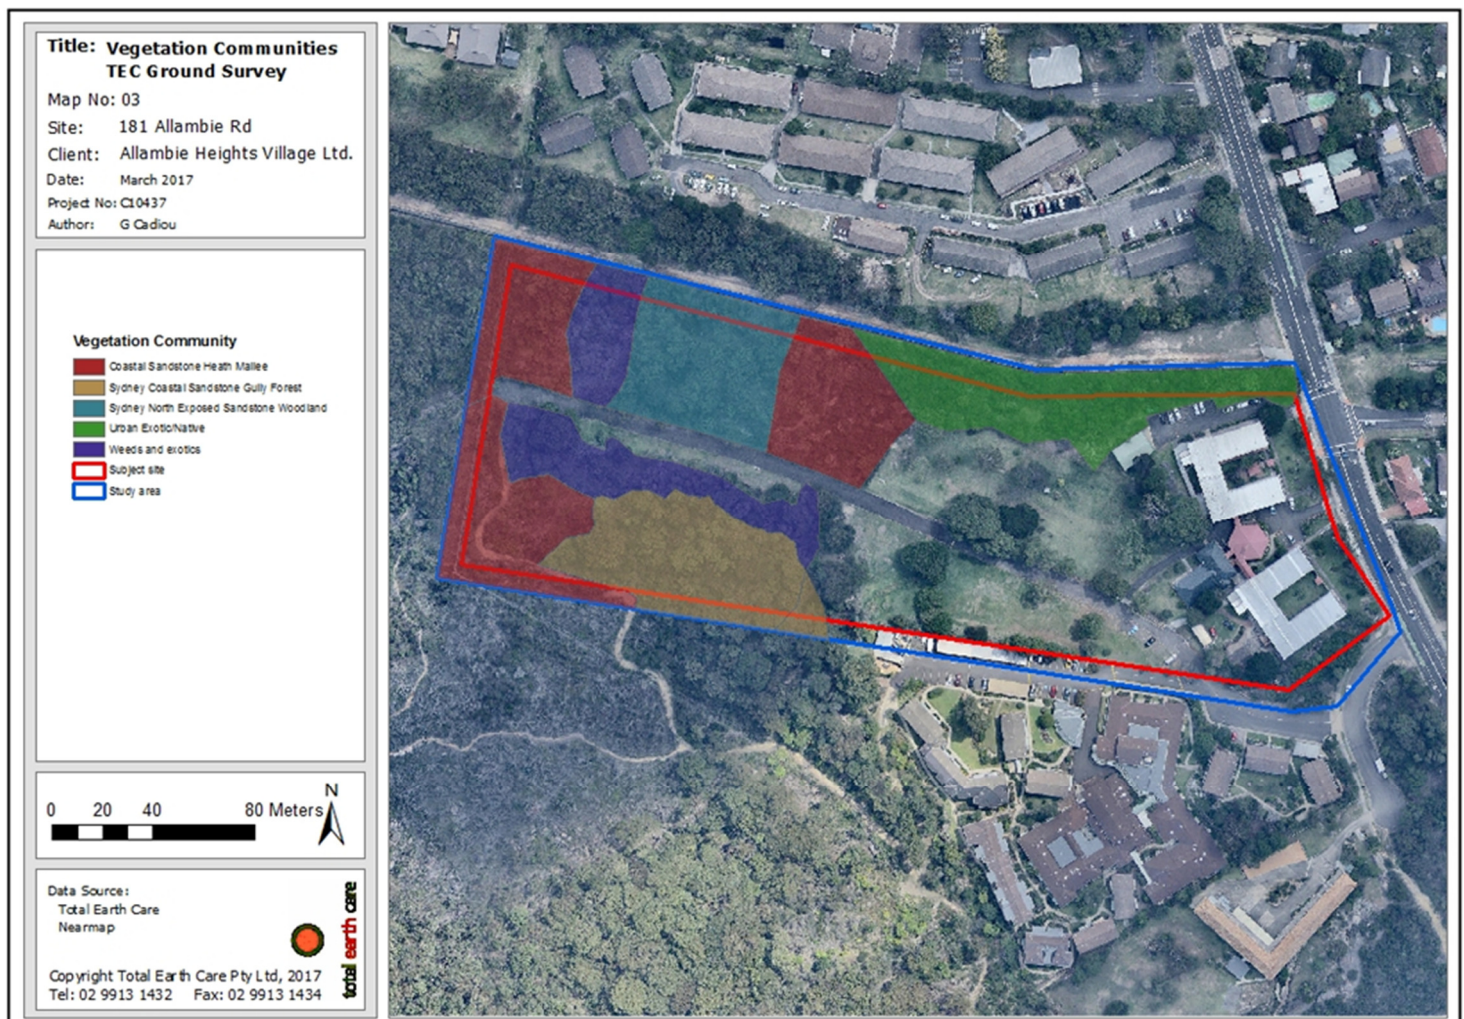 Title: Vegetation Communities
TEC Ground Survey
Map No: 03
Site: 181 Allambie Rd
Client: Allambie Heights Village Ltd.
Date: March 2017
Project No: C10437
Author: G Cadiou
Vegetation Community
Coastal Sandstone Heath Mallee
Sydney Coastal Sandstone Gully Forest
Sydney North Exposed Sandstone Woodland
Urban Exotic/Native
Weeds and exotics
Subject site
Study area
0 20 40 80 Meters
N
Data Source:
Total Earth Care
Nearmap
total earth care
Copyright Total Earth Care Pty Ltd, 2017
Tel: 02 9913 1432 Fax: 02 9913 1434